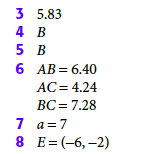 3 5.83
4 B
5 B
6 AB = 6.40
AC = 4.24
BC = 7.28
7 a = 7
8 E = (–6, –2)